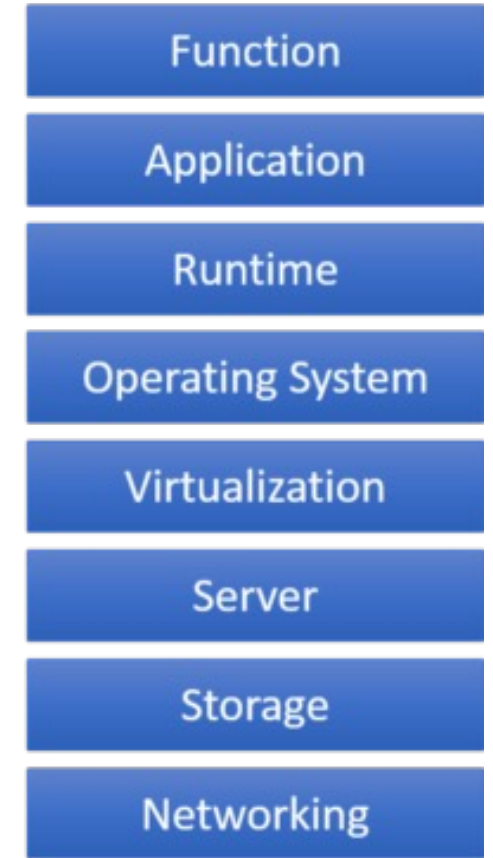 Function
Application
Runtime
Operating System
Virtualization
Server
Storage
Networking